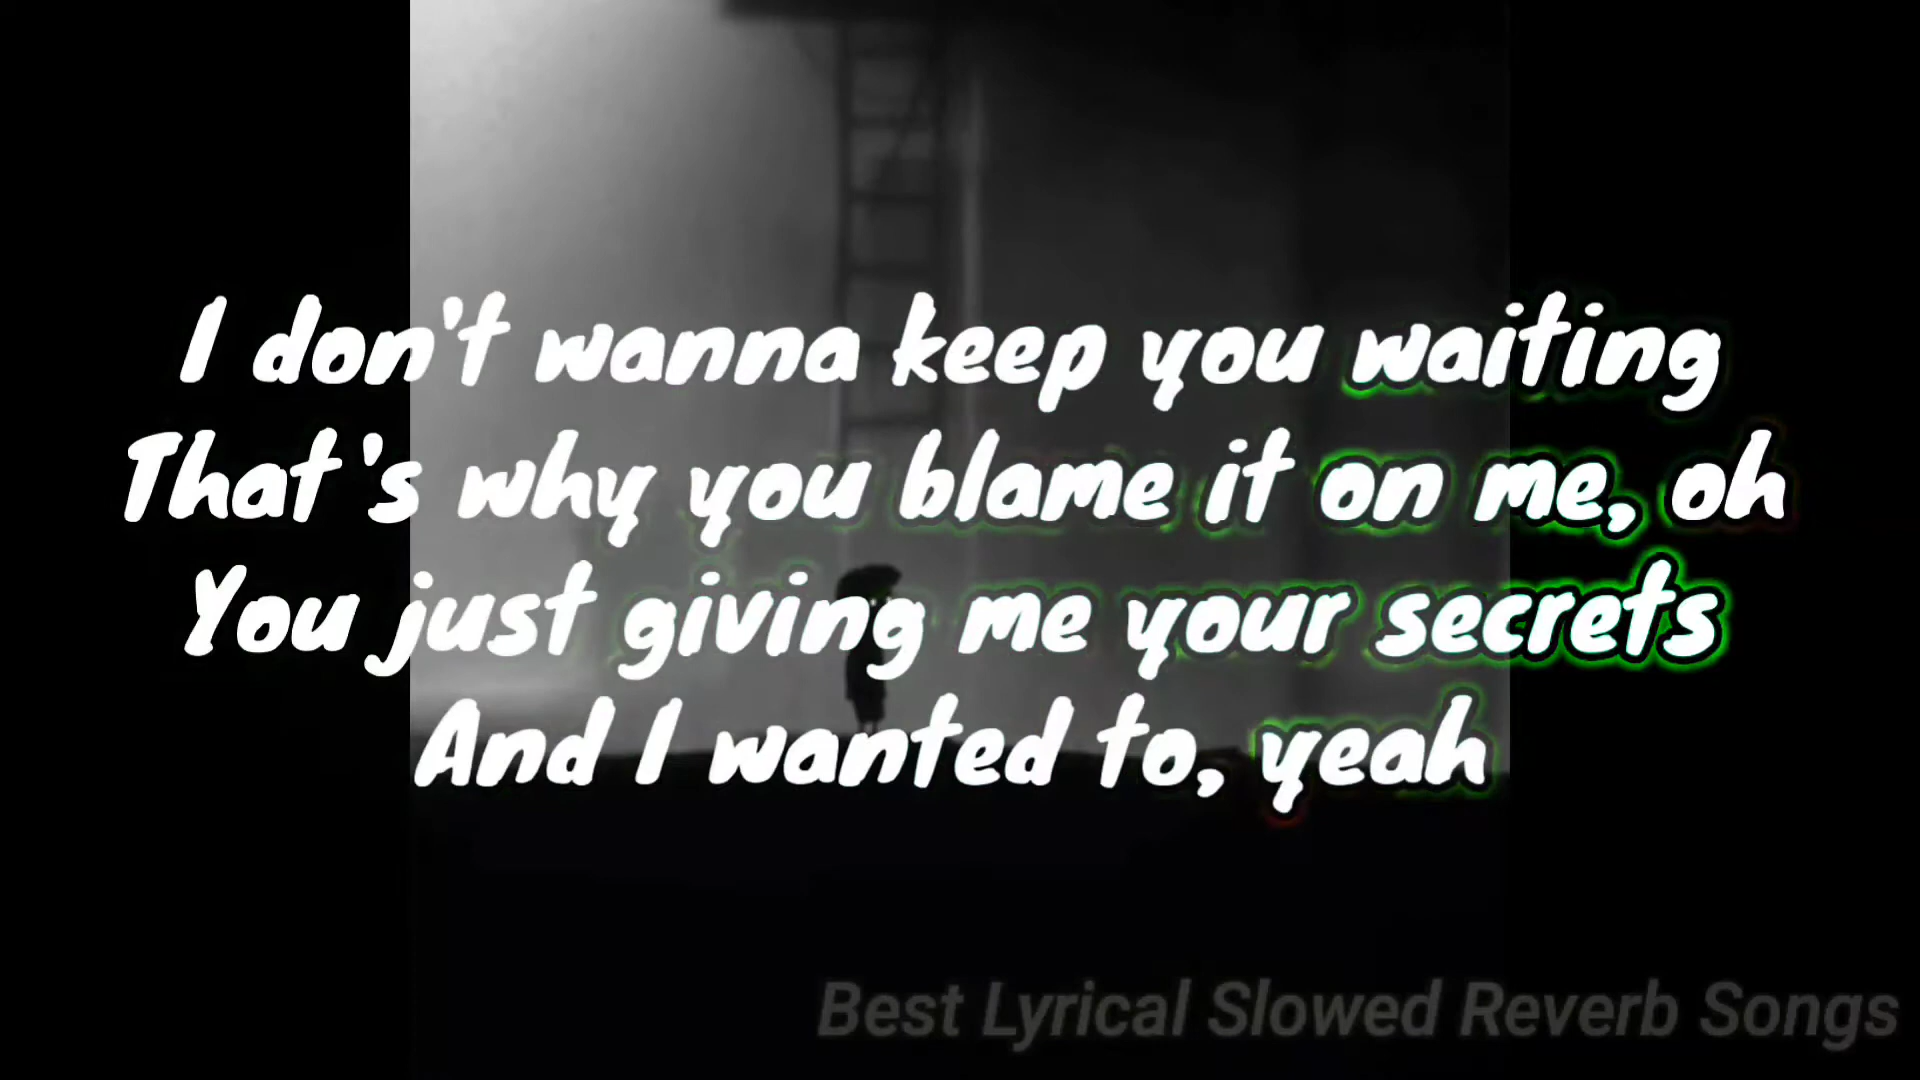 I don't wanna keep you waiting
That's why you blame it on me, oh
You just giving me your secrets
And I wanted to, yeah
Best Lyrical Slowed Reverb Songs